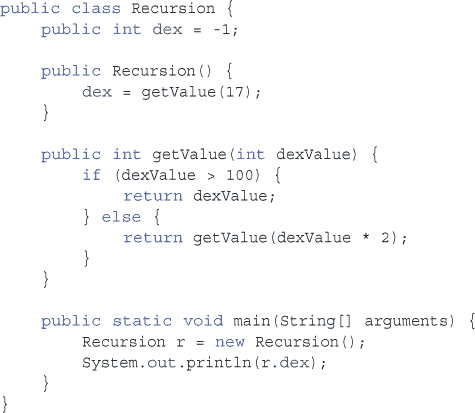 public class Recursion {
    public int dex = -1;

    public Recursion() {
        dex = getValue(17);
    }

    public int getValue(int dexValue) {
        if (dexValue > 100) {
            return dexValue;
        } else {
            return getValue(dexValue * 2);
        }
    }

    public static void main(String[] arguments) {
        Recursion r = new Recursion();
        System.out.println(r.dex);
    }
}